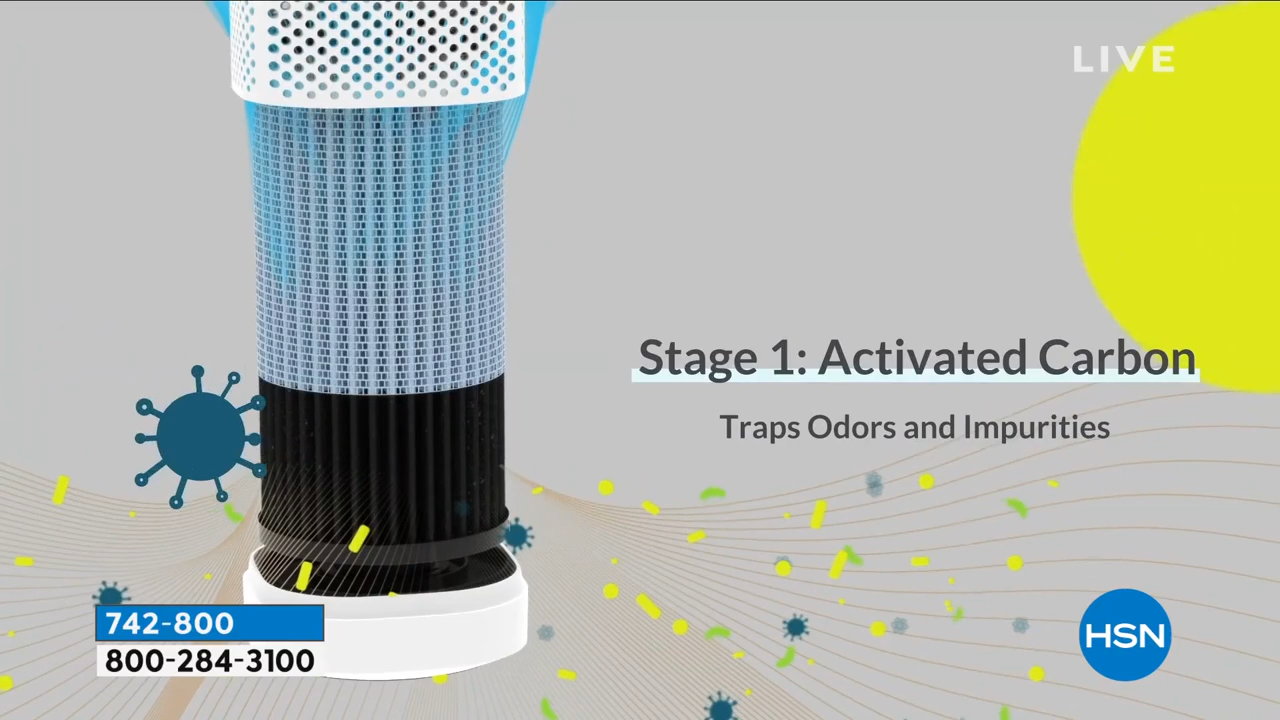 LIVE
Stage 1: Activated Carbon
Traps Odors and Impurities
742-800
800-284-3100
HSN